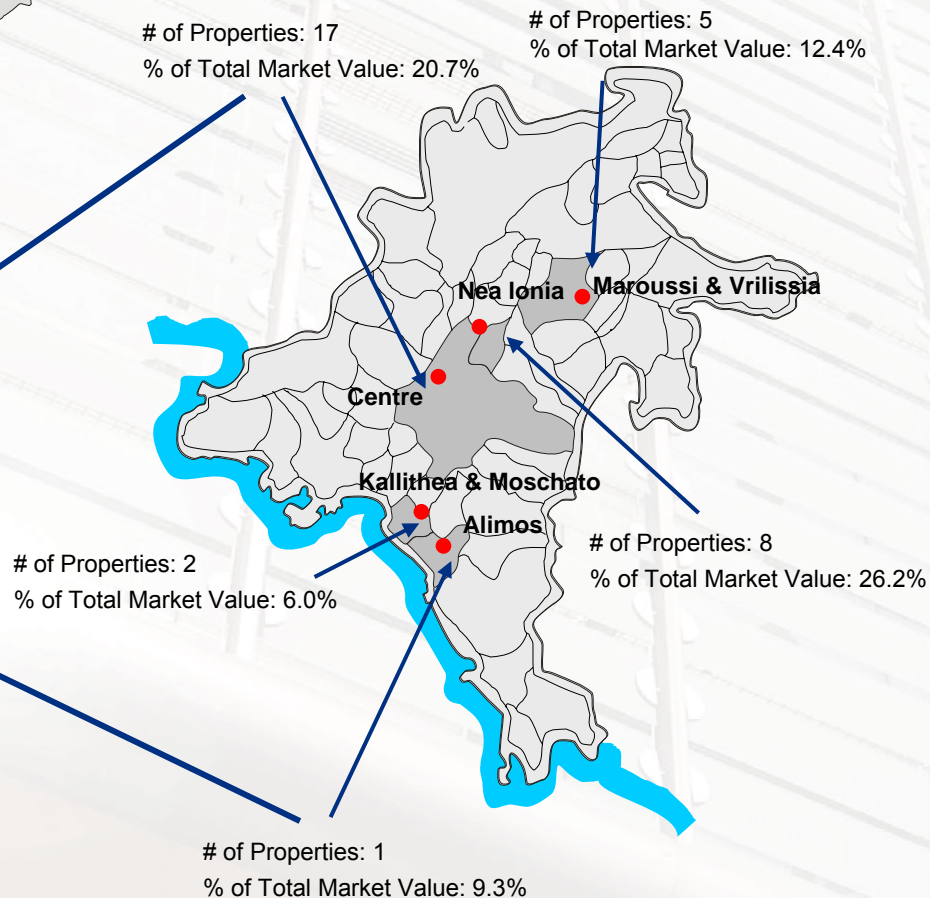 # of Properties: 17
% of Total Market Value: 20.7%
# of Properties: 5
% of Total Market Value: 12.4%
Nea Ionia
Maroussi & Vrilissia
Centre
Kallithea & Moschato
Alimos
# of Properties: 2
% of Total Market Value: 6.0%
# of Properties: 8
% of Total Market Value: 26.2%
# of Properties: 1
% of Total Market Value: 9.3%